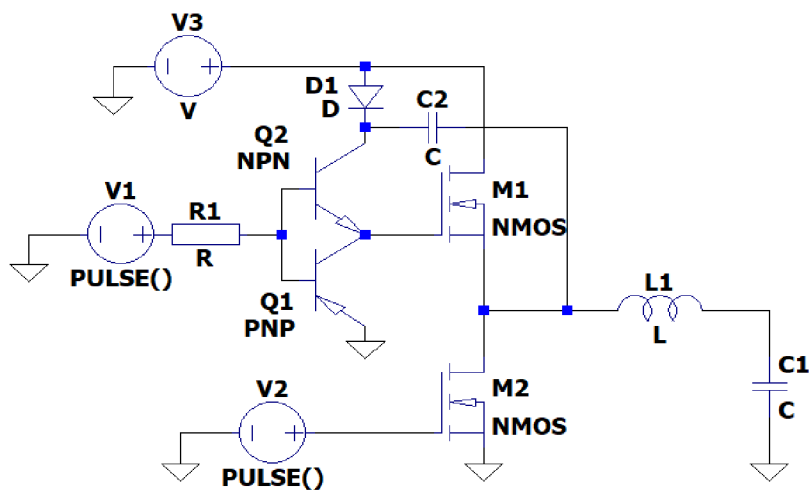 V3
V
D1
D
C2
C
Q2
NPN
V1
PULSE()
R1
R
M1
NMOS
Q1
PNP
L1
L
C1
C
V2
PULSE()
M2
NMOS